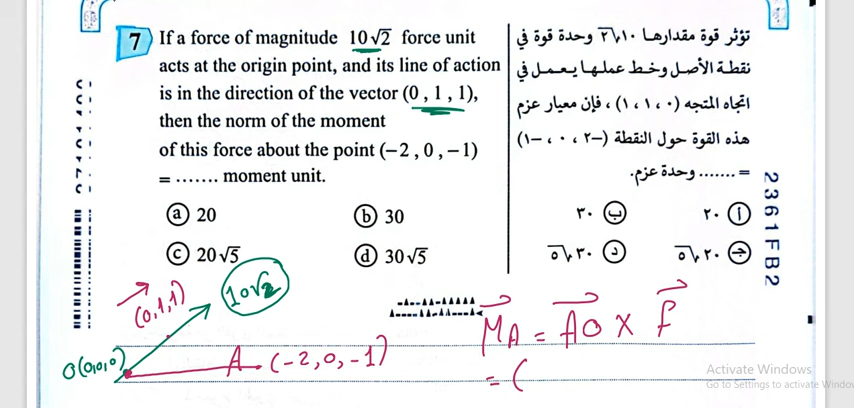 7 If a force of magnitude 10√2 force unit
acts at the origin point, and its line of action
is in the direction of the vector (0 , 1 , 1),
then the norm of the moment
of this force about the point (−2 , 0 , −1)
= ....... moment unit.
a 20
b 30
c 20√5
d 30√5
تؤثر قوة مقدارها ١٠√٢ وحدة قوة في
نقطة الأصل وخط عملها يعمل في
اتجاه المتجه (٠ ، ١ ، ١) ، فإن معيار عزم
هذه القوة حول النقطة (−٢ ، ٠ ، −١)
= ....... وحدة عزم.
أ ٢٠
ب ٣٠
ج ٢٠√٥
د ٣٠√٥
2361FB2
(0,1,1)
10√2
O(0,0,0)
A (−2,0,−1)
M⃗A = AO⃗ × F⃗
= (
Activate Windows
Go to Settings to activate Windov